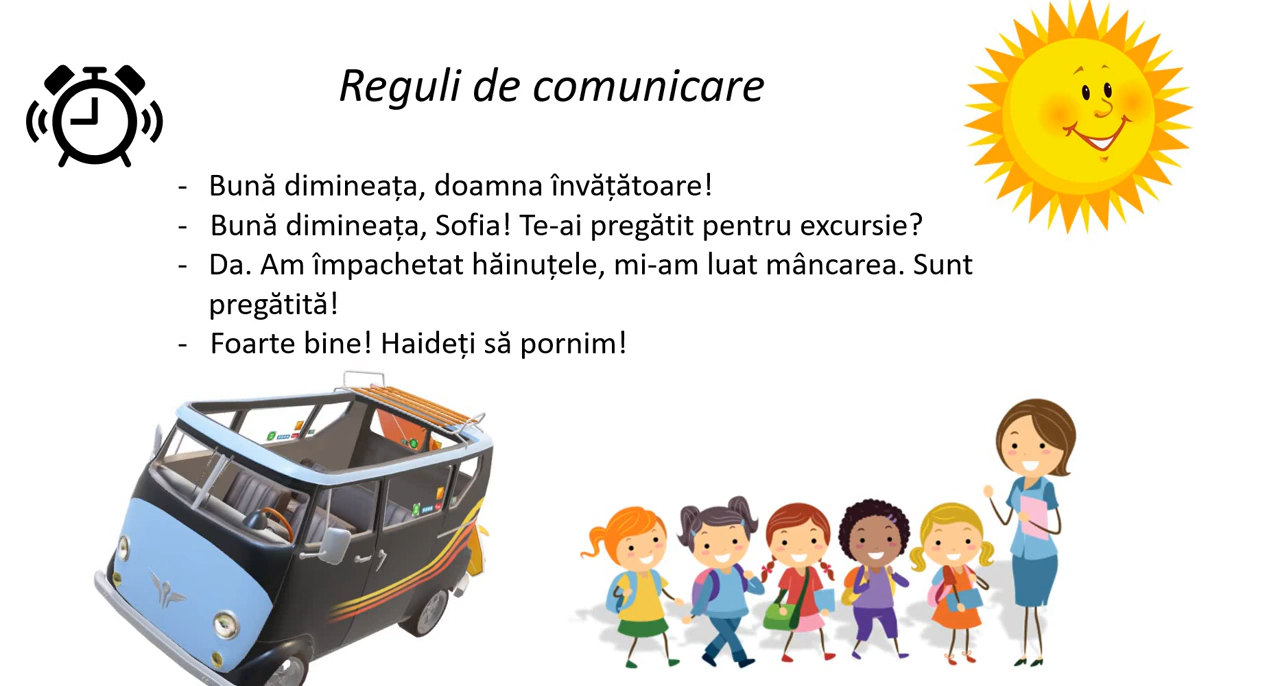 Reguli de comunicare
- Bună dimineața, doamna învățătoare!
- Bună dimineața, Sofia! Te-ai pregătit pentru excursie?
- Da. Am împachetat hăinuțele, mi-am luat mâncarea. Sunt
pregătită!
- Foarte bine! Haideți să pornim!